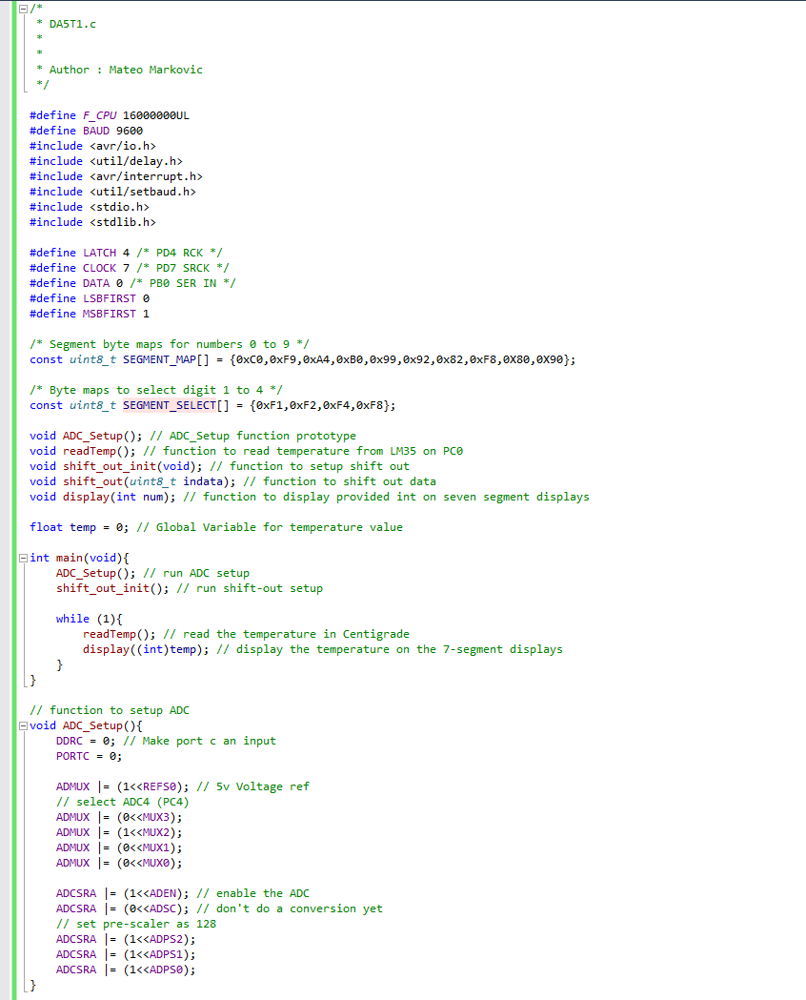 /*
 * DA5T1.c
 *
 *
 * Author : Mateo Markovic
 */

#define F_CPU 16000000UL
#define BAUD 9600
#include <avr/io.h>
#include <util/delay.h>
#include <avr/interrupt.h>
#include <util/setbaud.h>
#include <stdio.h>
#include <stdlib.h>

#define LATCH 4 /* PD4 RCK */
#define CLOCK 7 /* PD7 SRCK */
#define DATA 0 /* PB0 SER IN */
#define LSBFIRST 0
#define MSBFIRST 1

/* Segment byte maps for numbers 0 to 9 */
const uint8_t SEGMENT_MAP[] = {0xC0,0xF9,0xA4,0xB0,0x99,0x92,0x82,0xF8,0X80,0X90};

/* Byte maps to select digit 1 to 4 */
const uint8_t SEGMENT_SELECT[] = {0xF1,0xF2,0xF4,0xF8};

void ADC_Setup(); // ADC_Setup function prototype
void readTemp(); // function to read temperature from LM35 on PC0
void shift_out_init(void); // function to setup shift out
void shift_out(uint8_t indata); // function to shift out data
void display(int num); // function to display provided int on seven segment displays

float temp = 0; // Global Variable for temperature value

int main(void){
    ADC_Setup(); // run ADC setup
    shift_out_init(); // run shift-out setup

    while (1){
        readTemp(); // read the temperature in Centigrade
        display((int)temp); // display the temperature on the 7-segment displays
    }
}

// function to setup ADC
void ADC_Setup(){
    DDRC = 0; // Make port c an input
    PORTC = 0;

    ADMUX |= (1<<REFS0); // 5v Voltage ref
    // select ADC4 (PC4)
    ADMUX |= (0<<MUX3);
    ADMUX |= (1<<MUX2);
    ADMUX |= (0<<MUX1);
    ADMUX |= (0<<MUX0);

    ADCSRA |= (1<<ADEN); // enable the ADC
    ADCSRA |= (0<<ADSC); // don't do a conversion yet
    // set pre-scaler as 128
    ADCSRA |= (1<<ADPS2);
    ADCSRA |= (1<<ADPS1);
    ADCSRA |= (1<<ADPS0);
}